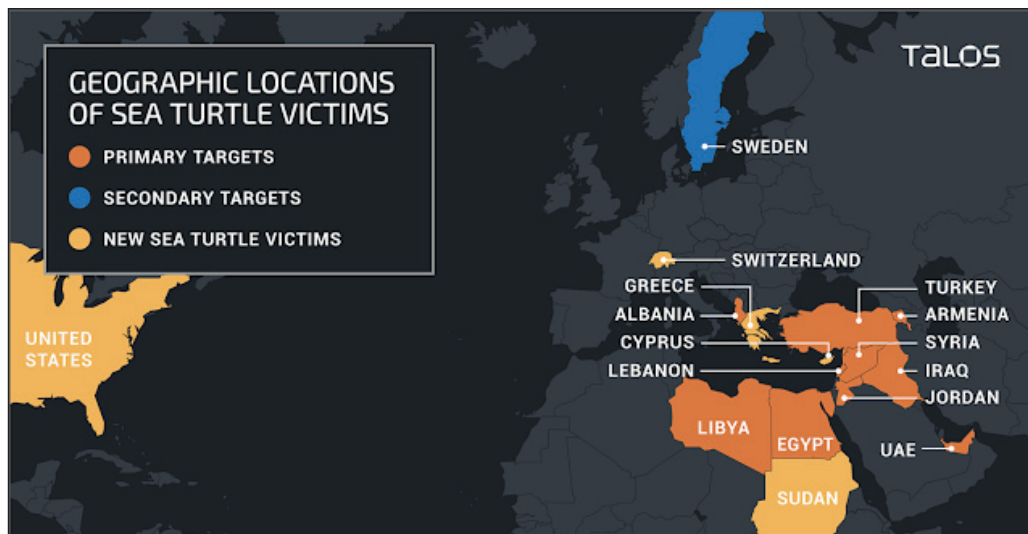 GEOGRAPHIC LOCATIONS
OF SEA TURTLE VICTIMS
PRIMARY TARGETS
SECONDARY TARGETS
NEW SEA TURTLE VICTIMS
TALOS
SWEDEN
SWITZERLAND
GREECE
TURKEY
ALBANIA
ARMENIA
CYPRUS
SYRIA
LEBANON
IRAQ
JORDAN
UNITED
STATES
LIBYA
EGYPT
UAE
SUDAN